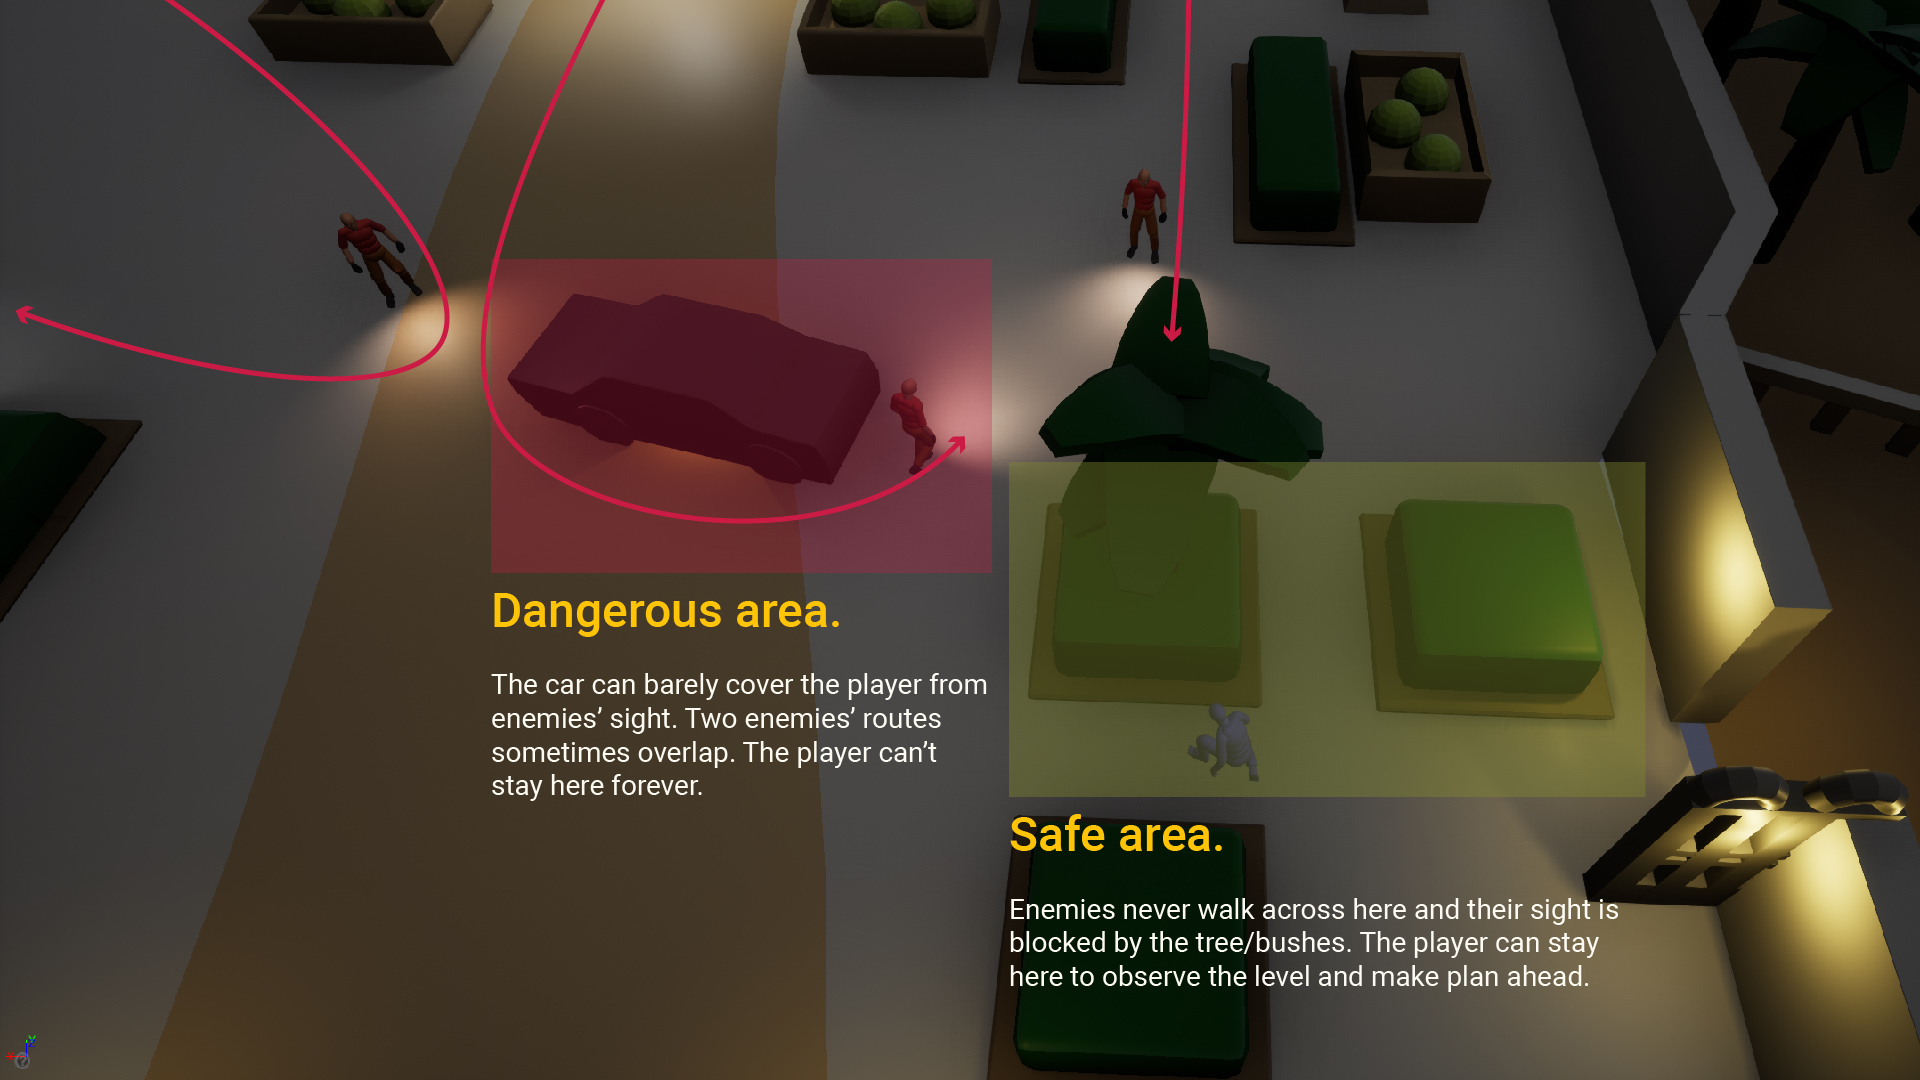 Dangerous area.
The car can barely cover the player from
enemies’ sight. Two enemies’ routes
sometimes overlap. The player can’t
stay here forever.
Safe area.
Enemies never walk across here and their sight is
blocked by the tree/bushes. The player can stay
here to observe the level and make plan ahead.